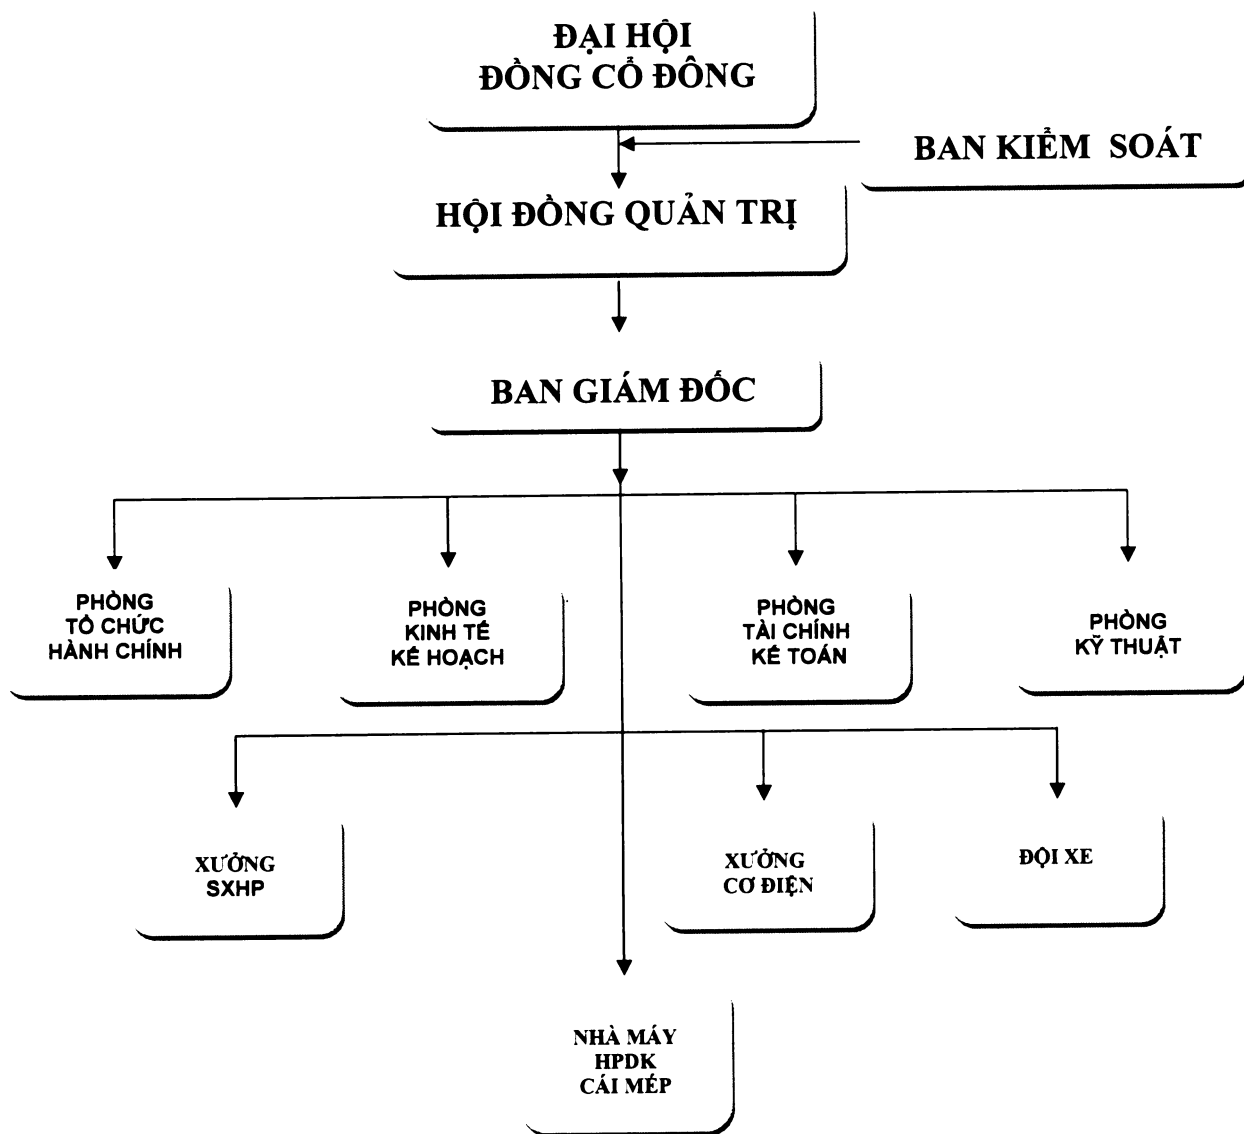 ĐẠI HỘI
ĐỒNG CỔ ĐÔNG
BAN KIỂM SOÁT
HỘI ĐỒNG QUẢN TRỊ
BAN GIÁM ĐỐC
PHÒNG
TỔ CHỨC
HÀNH CHÍNH
PHÒNG
KINH TẾ
KẾ HOẠCH
PHÒNG
TÀI CHÍNH
KẾ TOÁN
PHÒNG
KỸ THUẬT
XƯỞNG
SXHP
XƯỞNG
CƠ ĐIỆN
ĐỘI XE
NHÀ MÁY
HPDK
CÁI MÉP